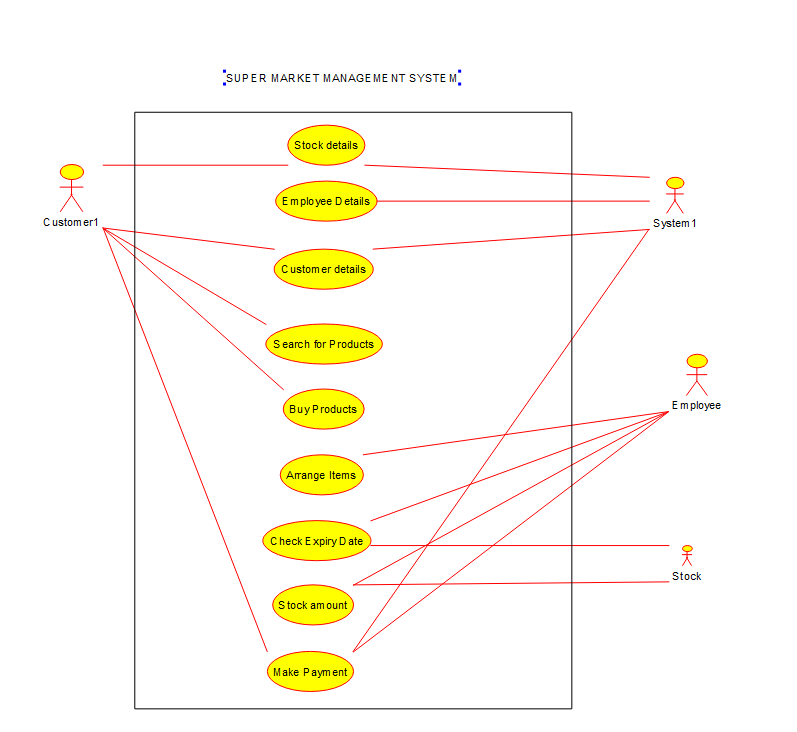 SUPER MARKET MANAGEMENT SYSTEM
Stock details
Employee Details
Customer1
System1
Customer details
Search for Products
Employee
Buy Products
Arrange Items
Check Expiry Date
Stock
Stock amount
Make Payment